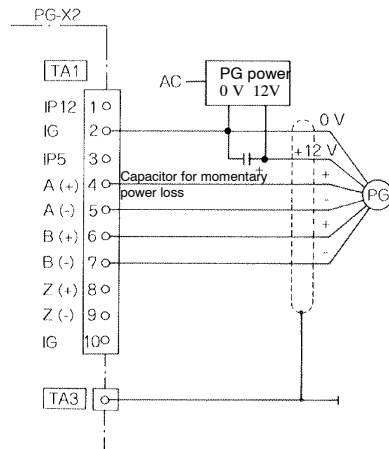 PG-X2
TA1
AC
PG power
0 V 12V
IP12 1
IG 2
IP5 3
A (+) 4
A (-) 5
B (+) 6
B (-) 7
Z (+) 8
Z (-) 9
IG 10
0 V
+12 V
+
Capacitor for momentary
power loss
+
-
+
-
PG
TA3